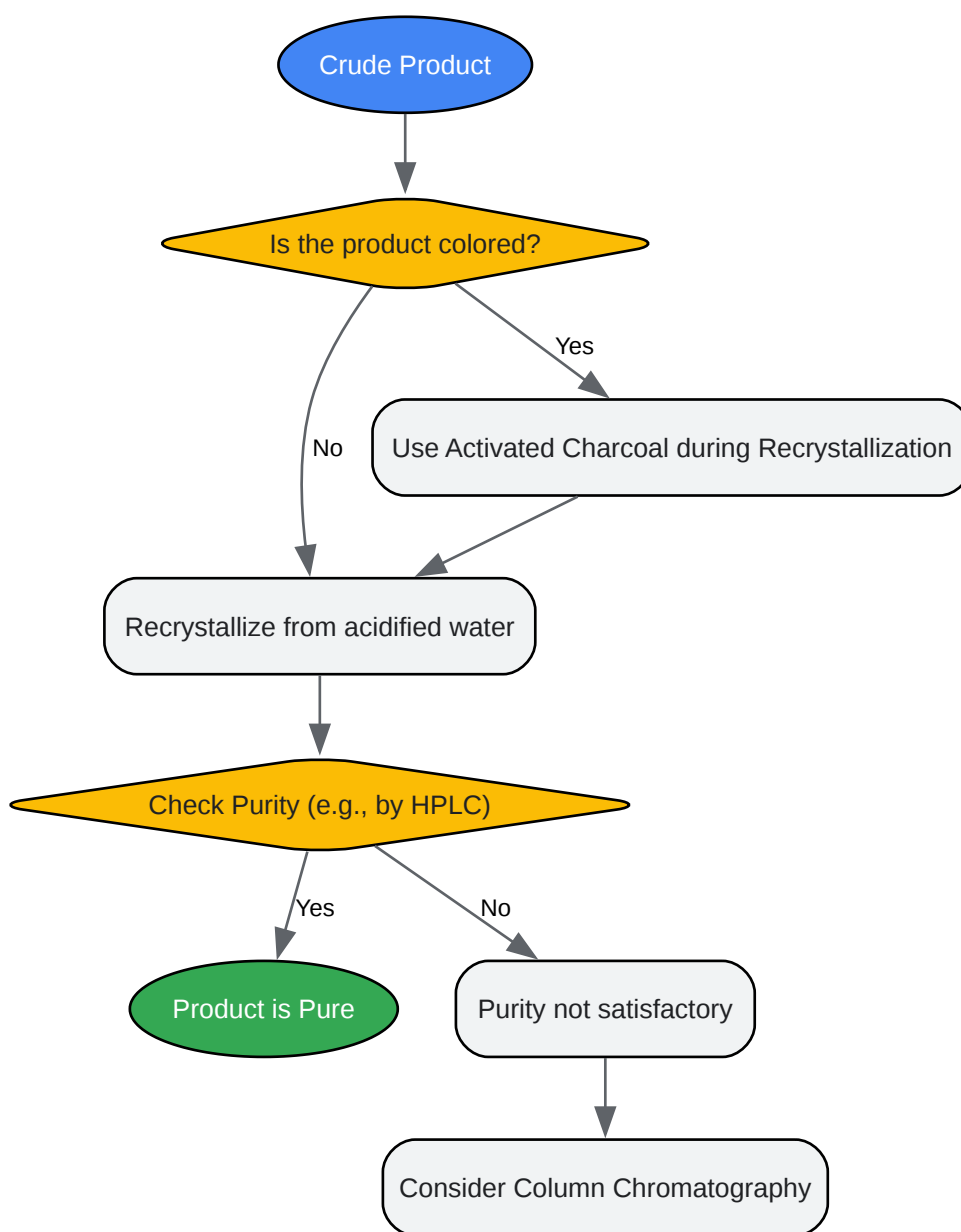 Crude Product
Is the product colored?
Yes
No
Use Activated Charcoal during Recrystallization
Recrystallize from acidified water
Check Purity (e.g., by HPLC)
Yes
No
Product is Pure
Purity not satisfactory
Consider Column Chromatography